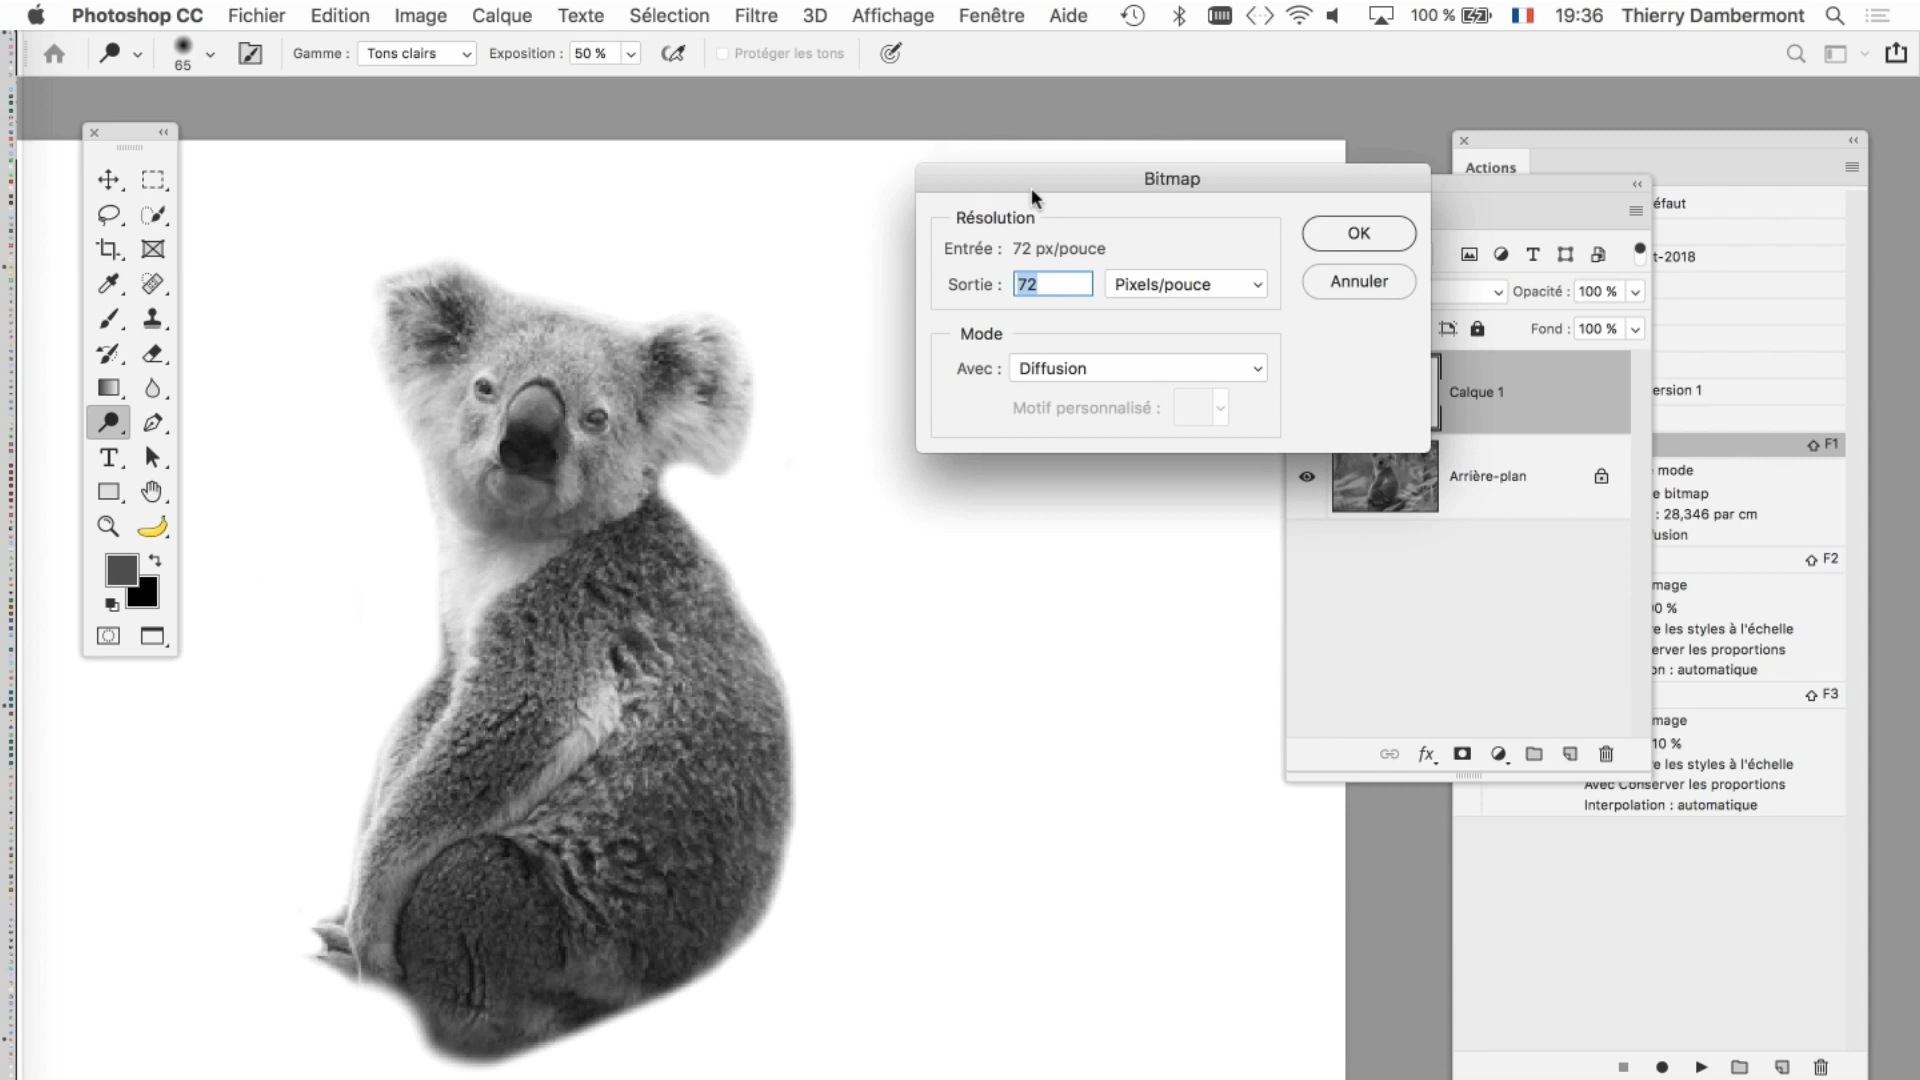 Photoshop CC Fichier Edition Image Calque Texte Sélection Filtre 3D Affichage Fenêtre Aide 100 % 19:36 Thierry Dambermont
65 Gamme : Tons clairs Exposition : 50 % Protéger les tons
Bitmap
Résolution
Entrée : 72 px/pouce
Sortie : 72 Pixels/pouce
OK
Annuler
Mode
Avec : Diffusion
Motif personnalisé :
Opacité : 100 %
Fond : 100 %
Calque 1
Arrière-plan
fx
Actions
éfaut
t-2018
ersion 1
F1
mode
e bitmap
: 28,346 par cm
usion
F2
mage
0 %
e les styles à l'échelle
erver les proportions
on : automatique
F3
mage
10 %
e les styles à l'échelle
Avec Conserver les proportions
Interpolation : automatique